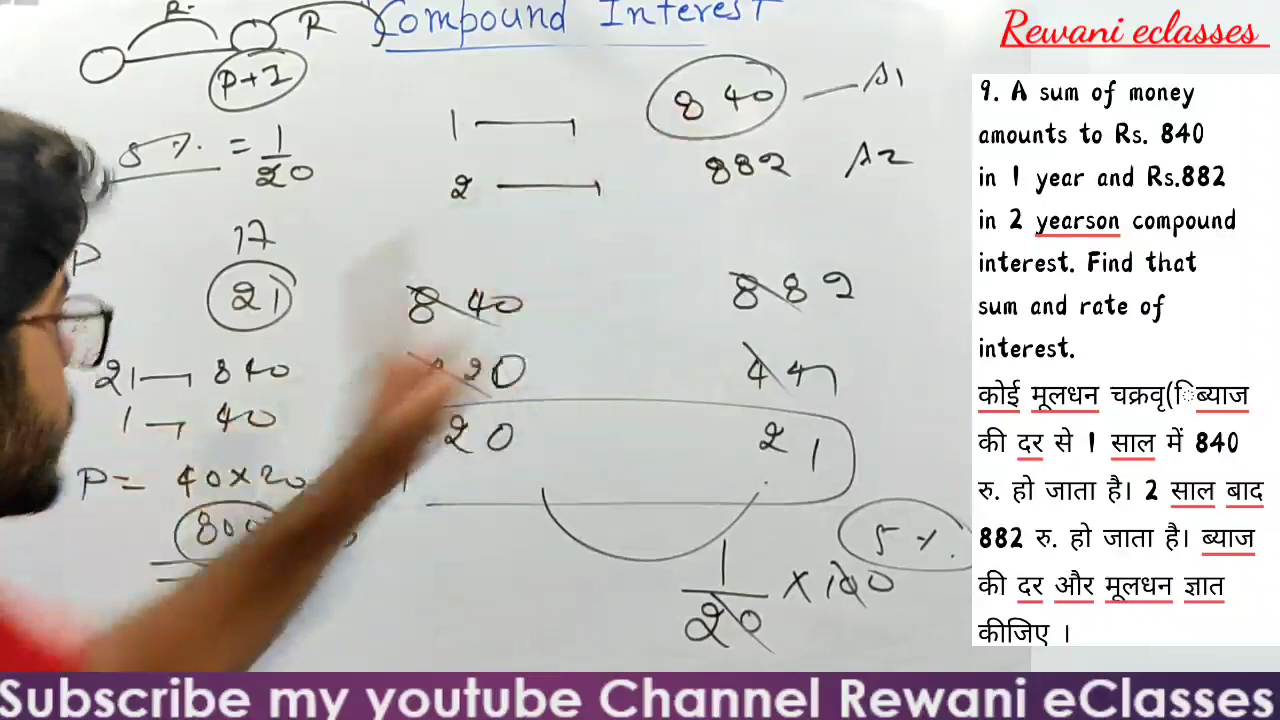 Compound Interest
R
R
P+I
5 % = 1/20
1 — 840 — A1
2 — 882 A2
P
17
21
840 882
20 21
21 → 840
1 → 40
P = 40×20
1/20 × 100
5 %
Rewani eclasses
9. A sum of money
amounts to Rs. 840
in 1 year and Rs.882
in 2 yearson compound
interest. Find that
sum and rate of
interest.
कोई मूलधन चक्रवृ(िब्याज
की दर से 1 साल में 840
रु. हो जाता है। 2 साल बाद
882 रु. हो जाता है। ब्याज
की दर और मूलधन ज्ञात
कीजिए ।
Subscribe my youtube Channel Rewani eClasses